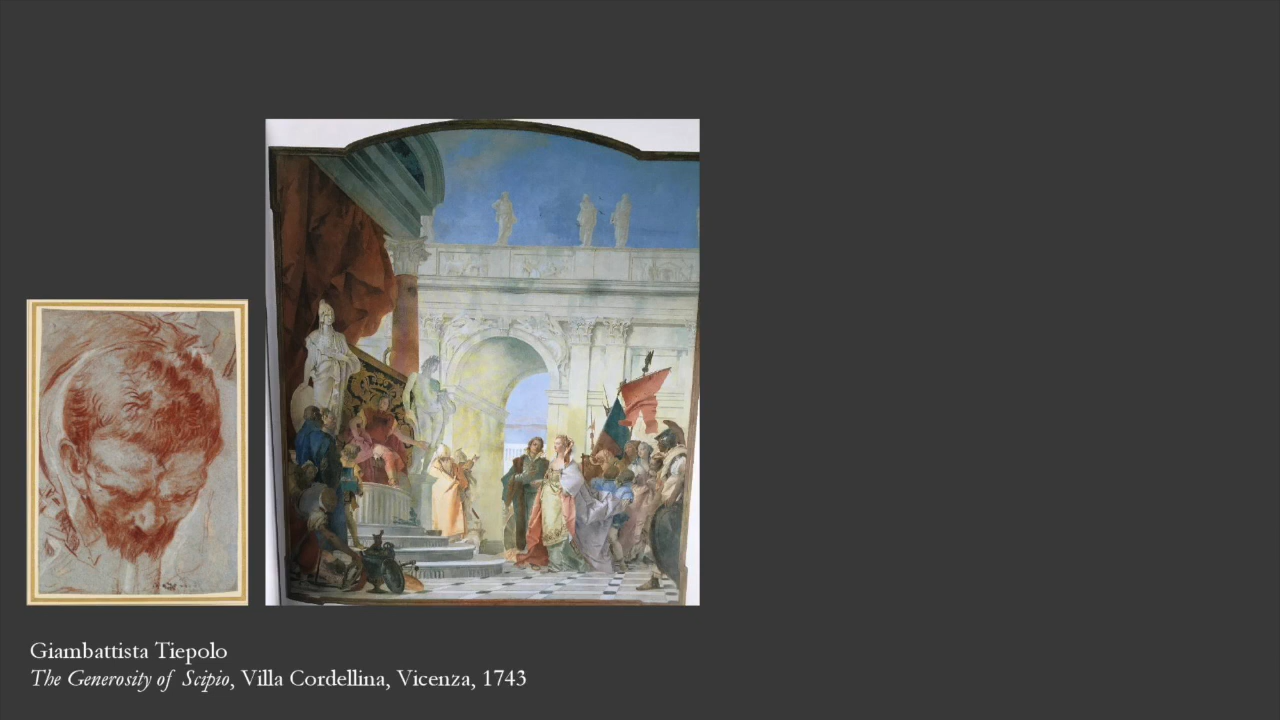 Giambattista Tiepolo
The Generosity of Scipio, Villa Cordellina, Vicenza, 1743